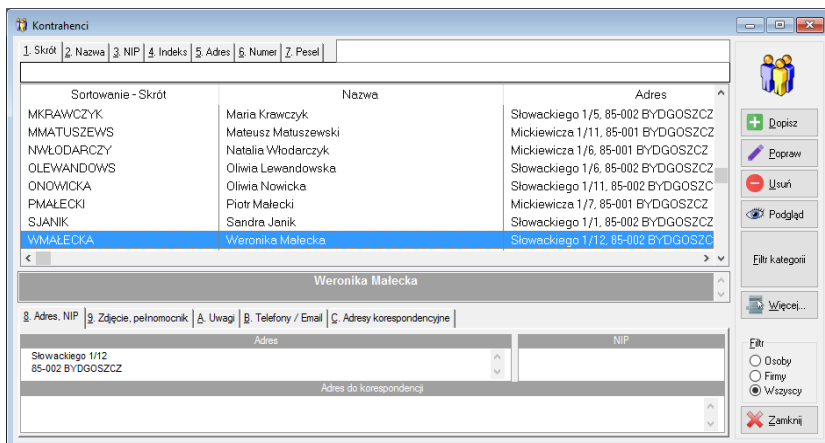 Kontrahenci
1. Skrót 2. Nazwa 3. NIP 4. Indeks 5. Adres 6. Numer 7. Pesel
Sortowanie - Skrót Nazwa Adres
MKRAWCZYK Maria Krawczyk Słowackiego 1/5, 85-002 BYDGOSZCZ
MMATUSZEWS Mateusz Matuszewski Mickiewicza 1/11, 85-001 BYDGOSZCZ
NWŁODARCZY Natalia Włodarczyk Mickiewicza 1/6, 85-001 BYDGOSZCZ
OLEWANDOWS Oliwia Lewandowska Słowackiego 1/6, 85-002 BYDGOSZCZ
ONOWICKA Oliwia Nowicka Słowackiego 1/11, 85-002 BYDGOSZC
PMAŁECKI Piotr Małecki Mickiewicza 1/7, 85-001 BYDGOSZCZ
SJANIK Sandra Janik Słowackiego 1/1, 85-002 BYDGOSZCZ
WMAŁECKA Weronika Małecka Słowackiego 1/12, 85-002 BYDGOSZC
Weronika Małecka
8. Adres, NIP 9. Zdjęcie, pełnomocnik A. Uwagi B. Telefony / Email C. Adresy korespondencyjne
Adres NIP
Słowackiego 1/12
85-002 BYDGOSZCZ
Adres do korespondencji
Dopisz
Popraw
Usuń
Podgląd
Filtr kategorii
Więcej...
Filtr
Osoby
Firmy
Wszyscy
Zamknij